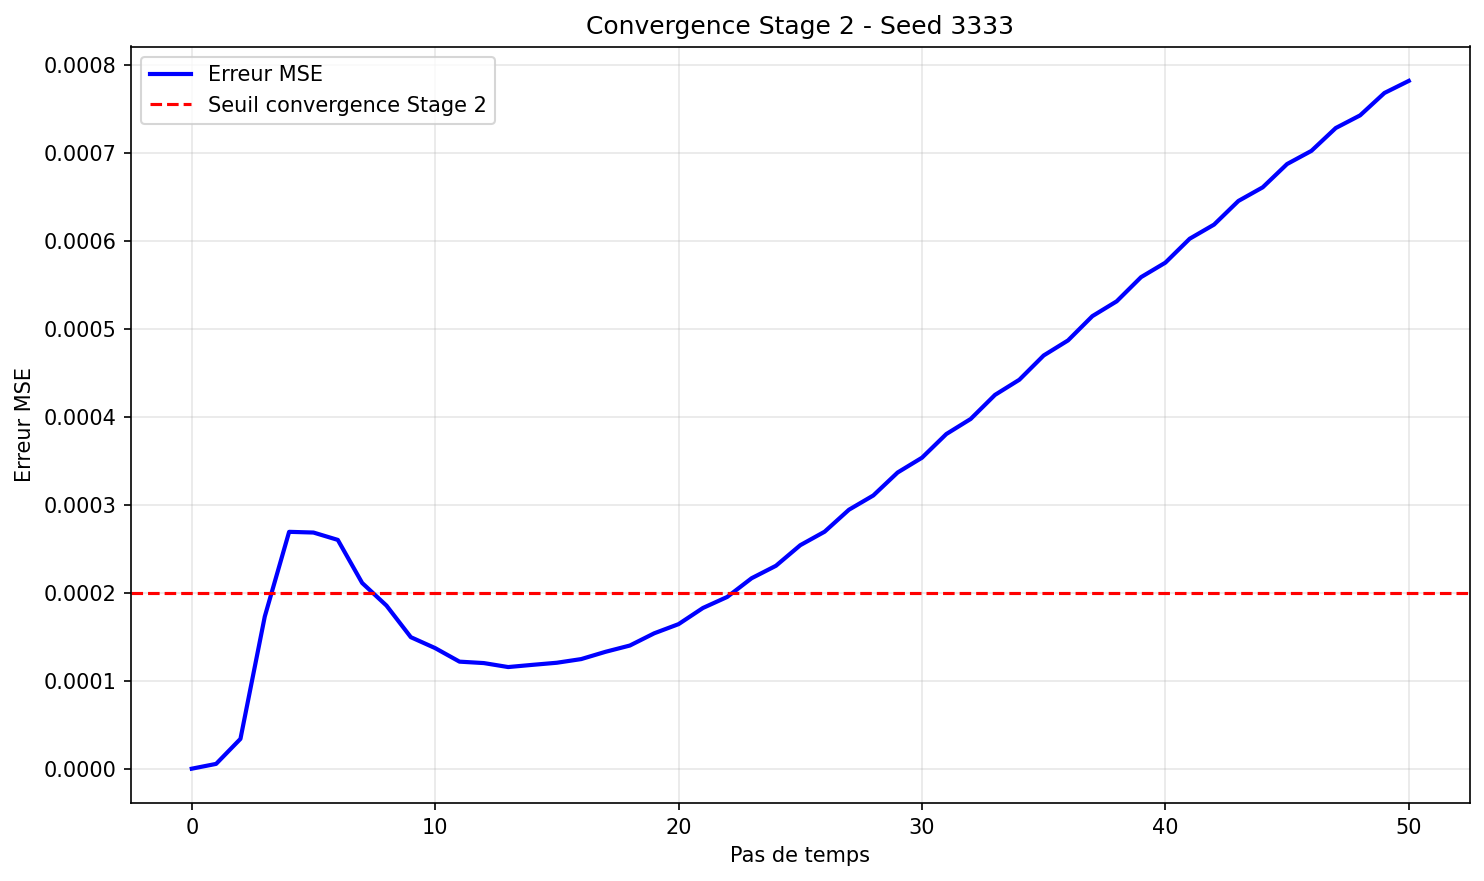 Convergence Stage 2 - Seed 3333
Erreur MSE
Seuil convergence Stage 2
0.0008
0.0007
0.0006
0.0005
0.0004
0.0003
0.0002
0.0001
0.0000
Erreur MSE
0 10 20 30 40 50
Pas de temps